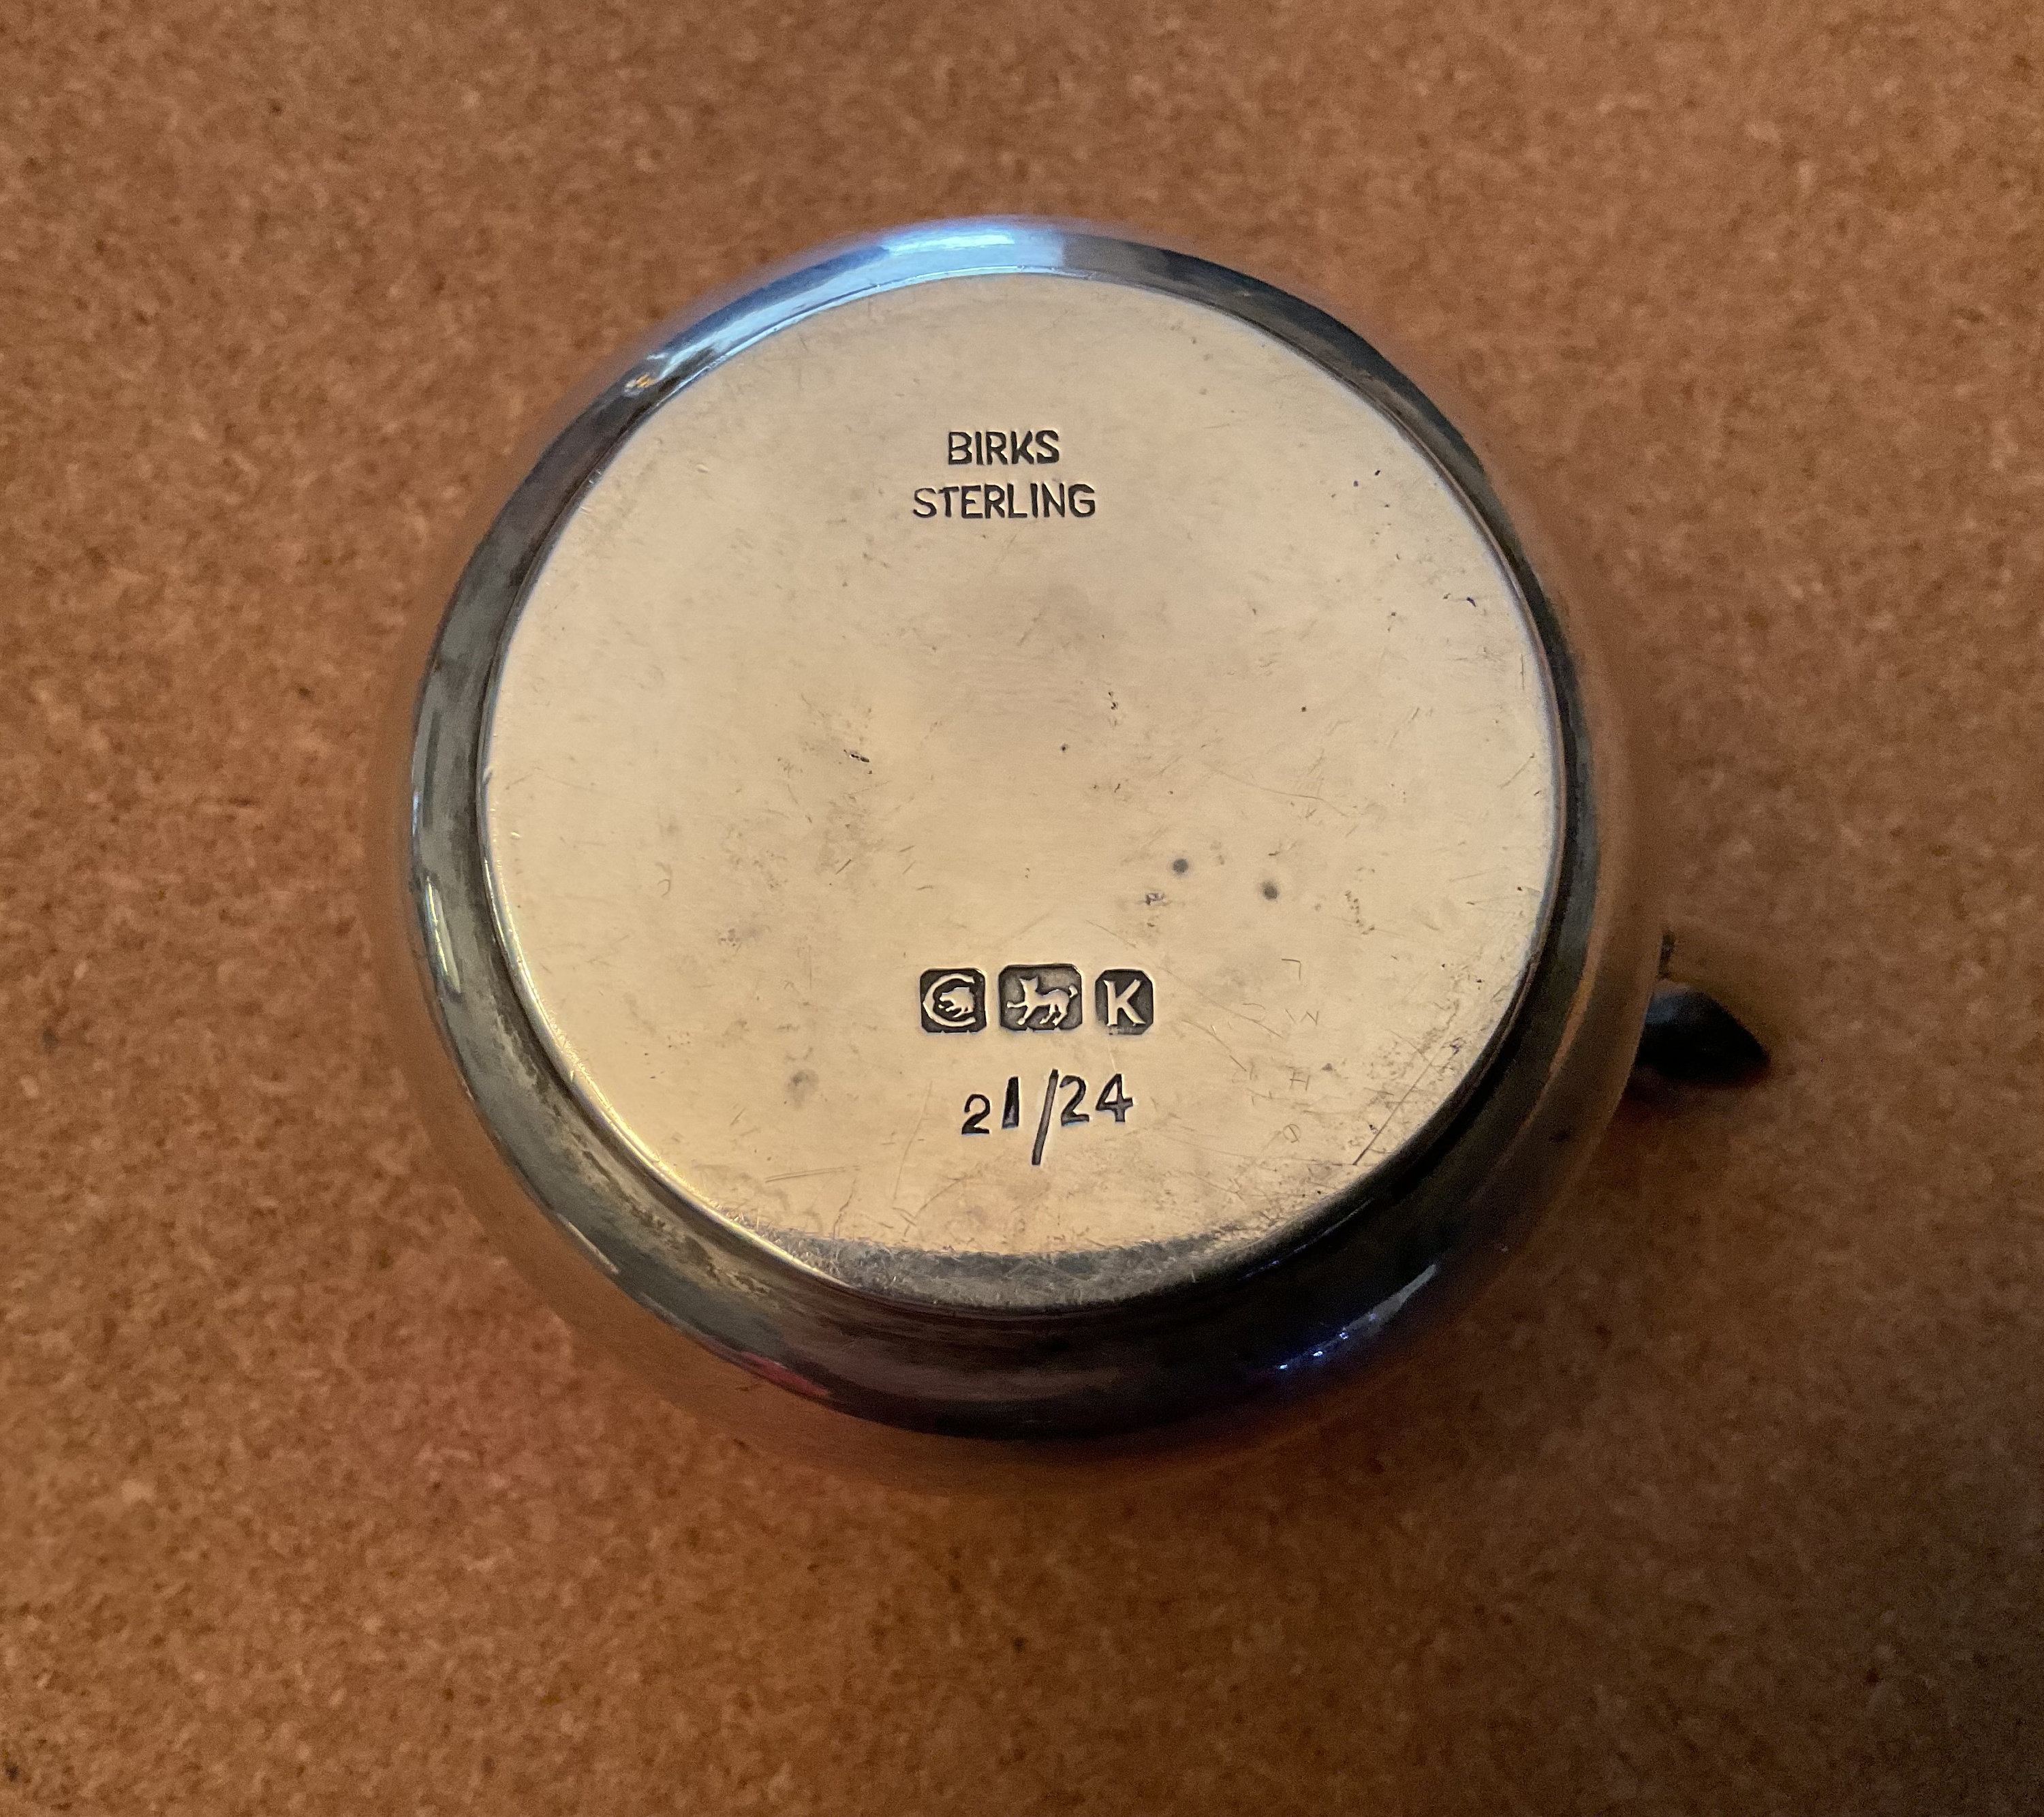 BIRKS
STERLING
C K
21/24